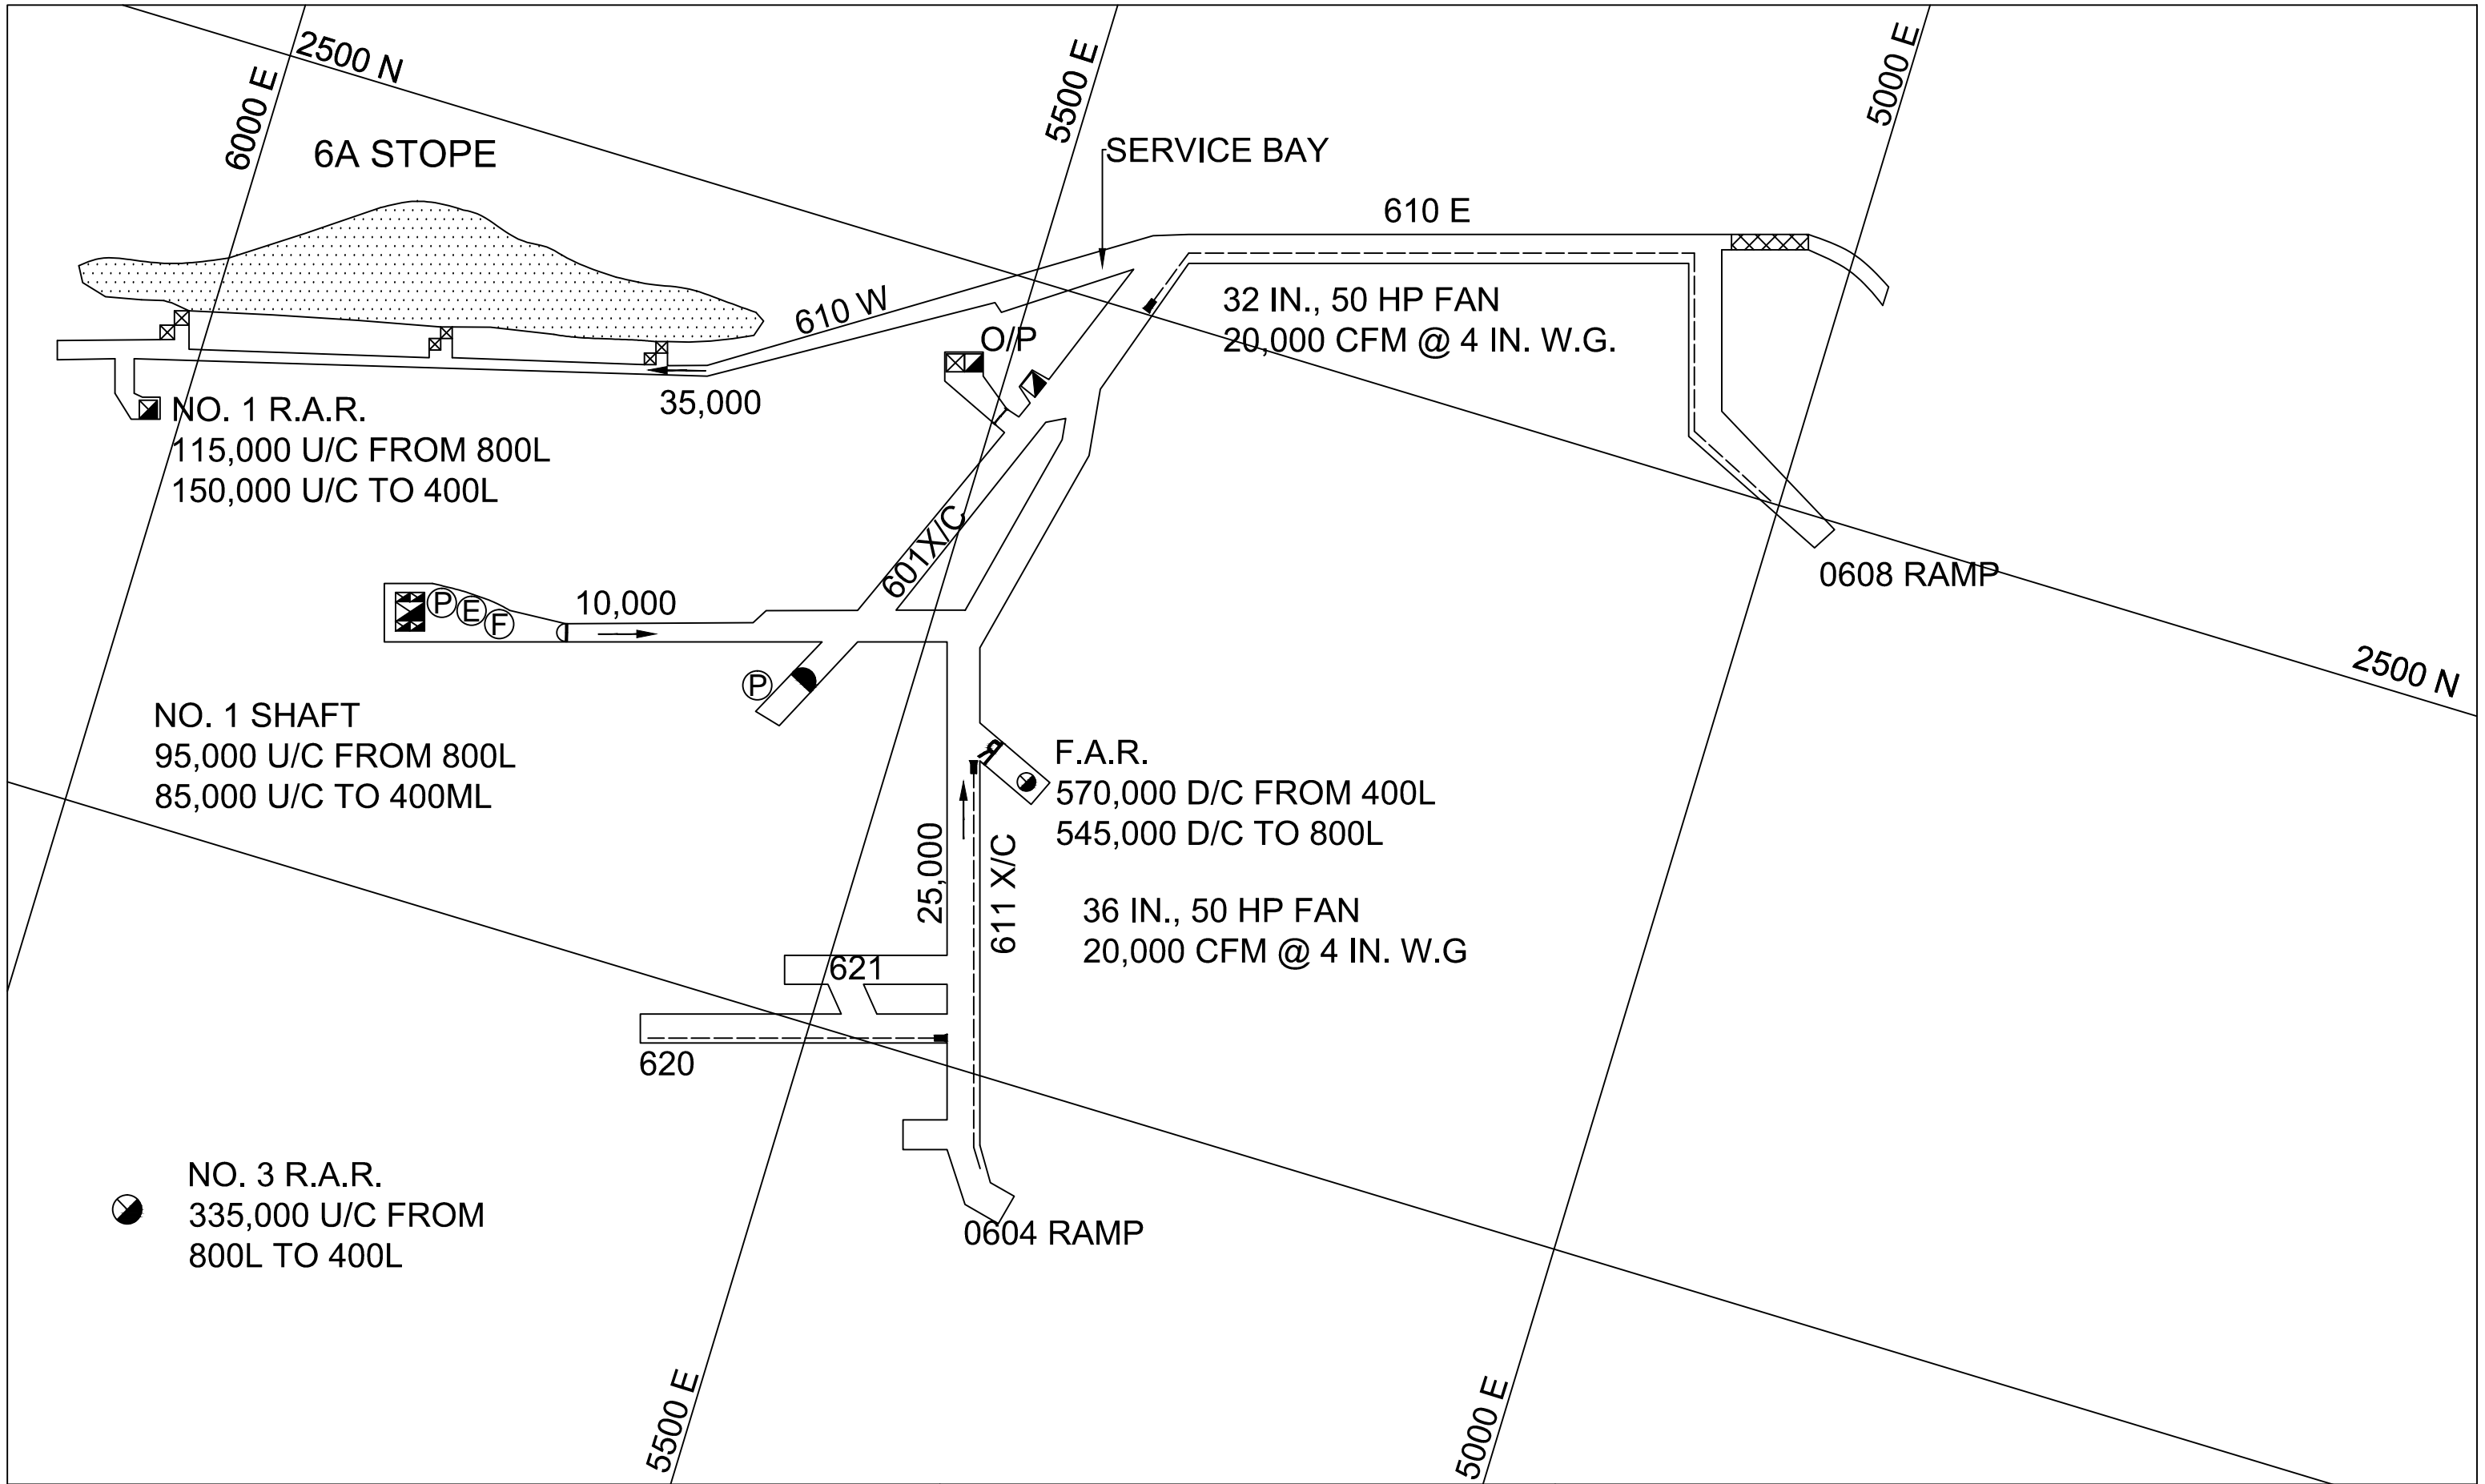 2500 N
6000 E
5500 E
5000 E
6A STOPE
SERVICE BAY
610 E
610 W
32 IN., 50 HP FAN
20,000 CFM @ 4 IN. W.G.
O/P
35,000
NO. 1 R.A.R.
115,000 U/C FROM 800L
150,000 U/C TO 400L
601X/C
0608 RAMP
P
E
F
10,000
P
2500 N
NO. 1 SHAFT
95,000 U/C FROM 800L
85,000 U/C TO 400ML
R
F.A.R.
570,000 D/C FROM 400L
545,000 D/C TO 800L
25,000
611 X/C
36 IN., 50 HP FAN
20,000 CFM @ 4 IN. W.G
621
620
NO. 3 R.A.R.
335,000 U/C FROM
800L TO 400L
0604 RAMP
5500 E
5000 E